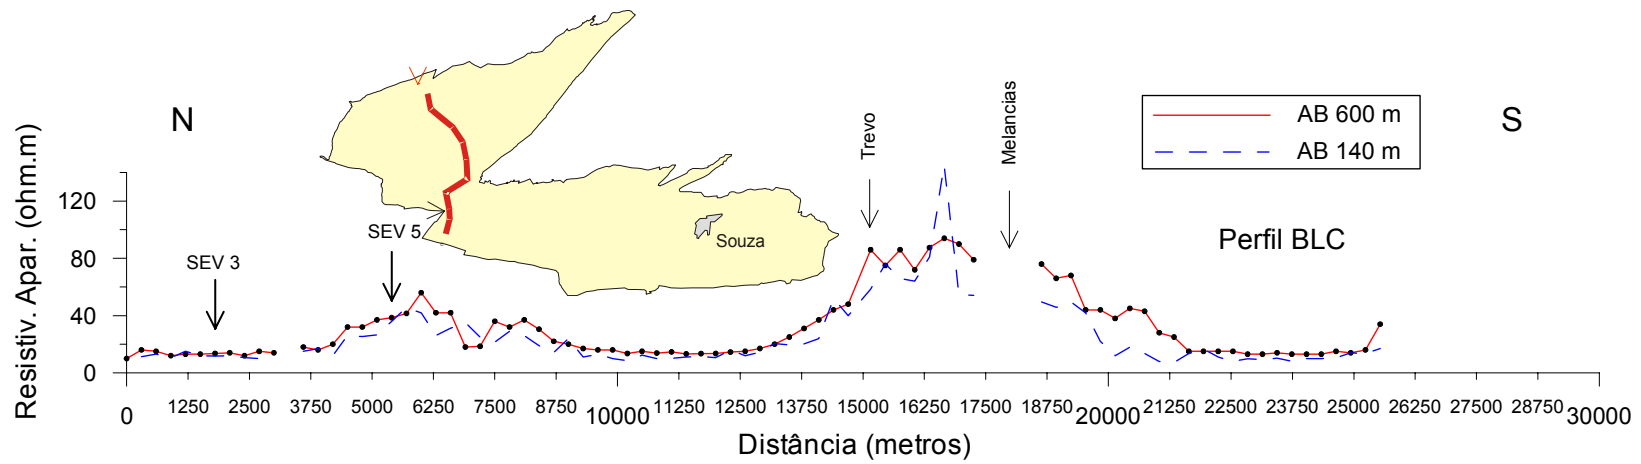 N
S
AB 600 m
AB 140 m
Trevo
Melancias
SEV 3
SEV 5
Souza
Perfil BLC
Resistiv. Apar. (ohm.m)
120
80
40
0
0 1250 2500 3750 5000 6250 7500 8750 10000 11250 12500 13750 15000 16250 17500 18750 20000 21250 22500 23750 25000 26250 27500 28750 30000
Distância (metros)